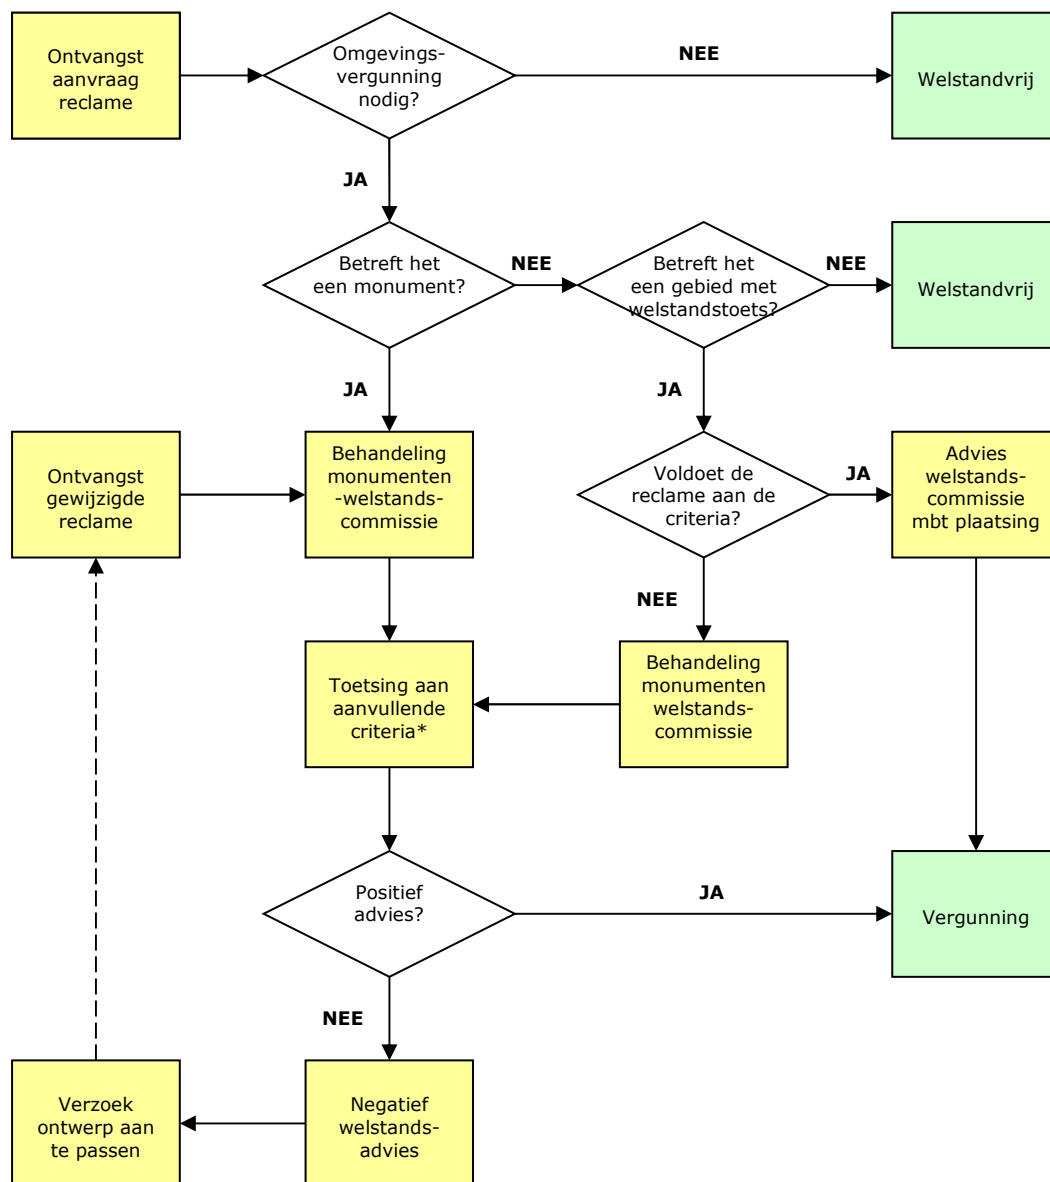 Ontvangst
aanvraag
reclame
Omgevings-
vergunning
nodig?
NEE
Welstandvrij
JA
Betreft het
een monument?
NEE
Betreft het
een gebied met
welstandstoets?
NEE
Welstandvrij
JA
JA
Ontvangst
gewijzigde
reclame
Behandeling
monumenten
-welstands-
commissie
Voldoet de
reclame aan de
criteria?
JA
Advies
welstands-
commissie
mbt plaatsing
NEE
Toetsing aan
aanvullende
criteria*
Behandeling
monumenten
welstands-
commissie
Positief
advies?
JA
Vergunning
NEE
Verzoek
ontwerp aan
te passen
Negatief
welstands-
advies